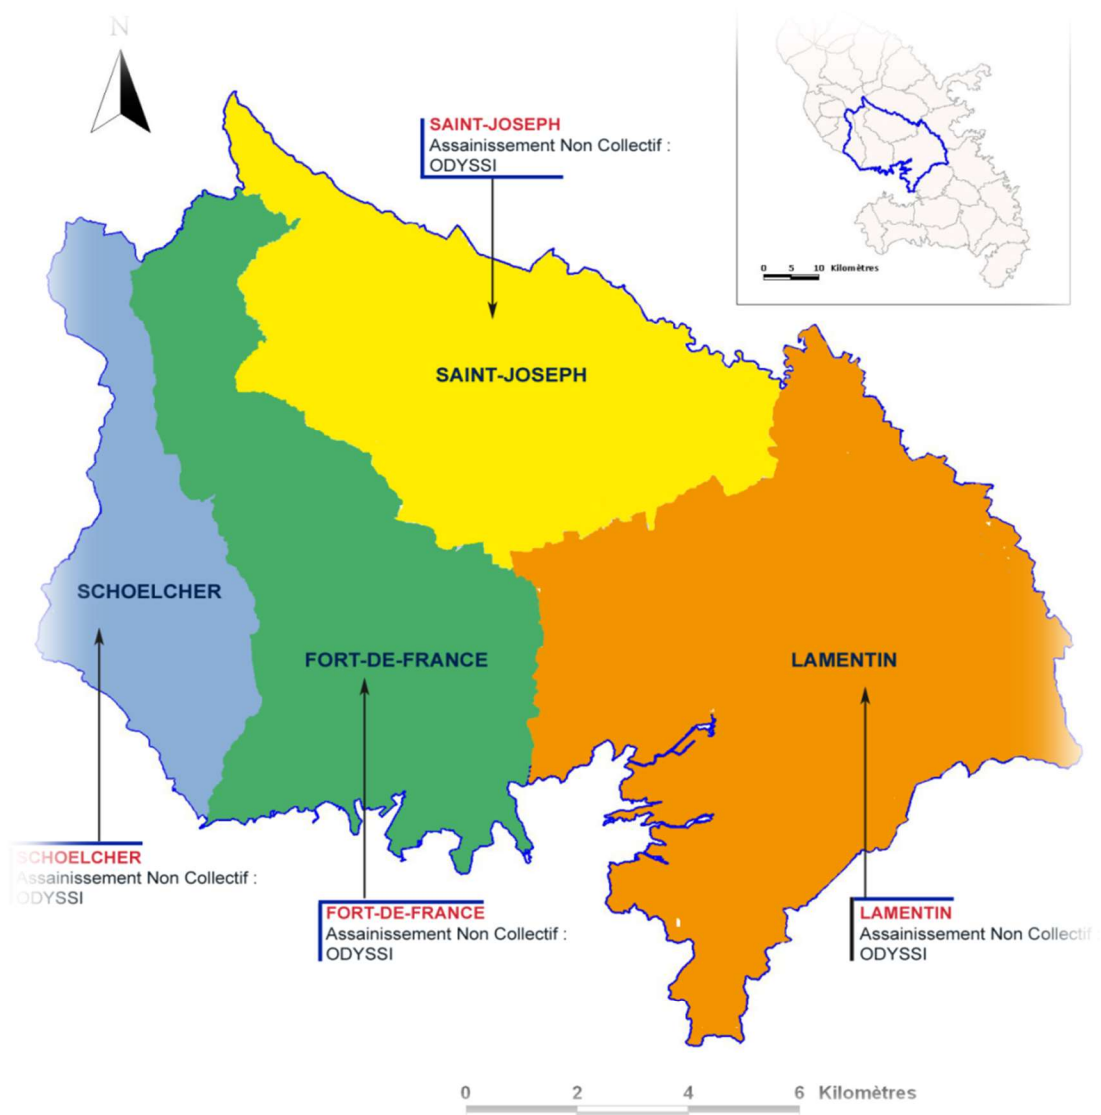 N
SAINT-JOSEPH
Assainissement Non Collectif :
ODYSSI
0 5 10 Kilomètres
SAINT-JOSEPH
SCHOELCHER
FORT-DE-FRANCE
LAMENTIN
SCHOELCHER
Assainissement Non Collectif :
ODYSSI
FORT-DE-FRANCE
Assainissement Non Collectif :
ODYSSI
LAMENTIN
Assainissement Non Collectif :
ODYSSI
0 2 4 6 Kilomètres